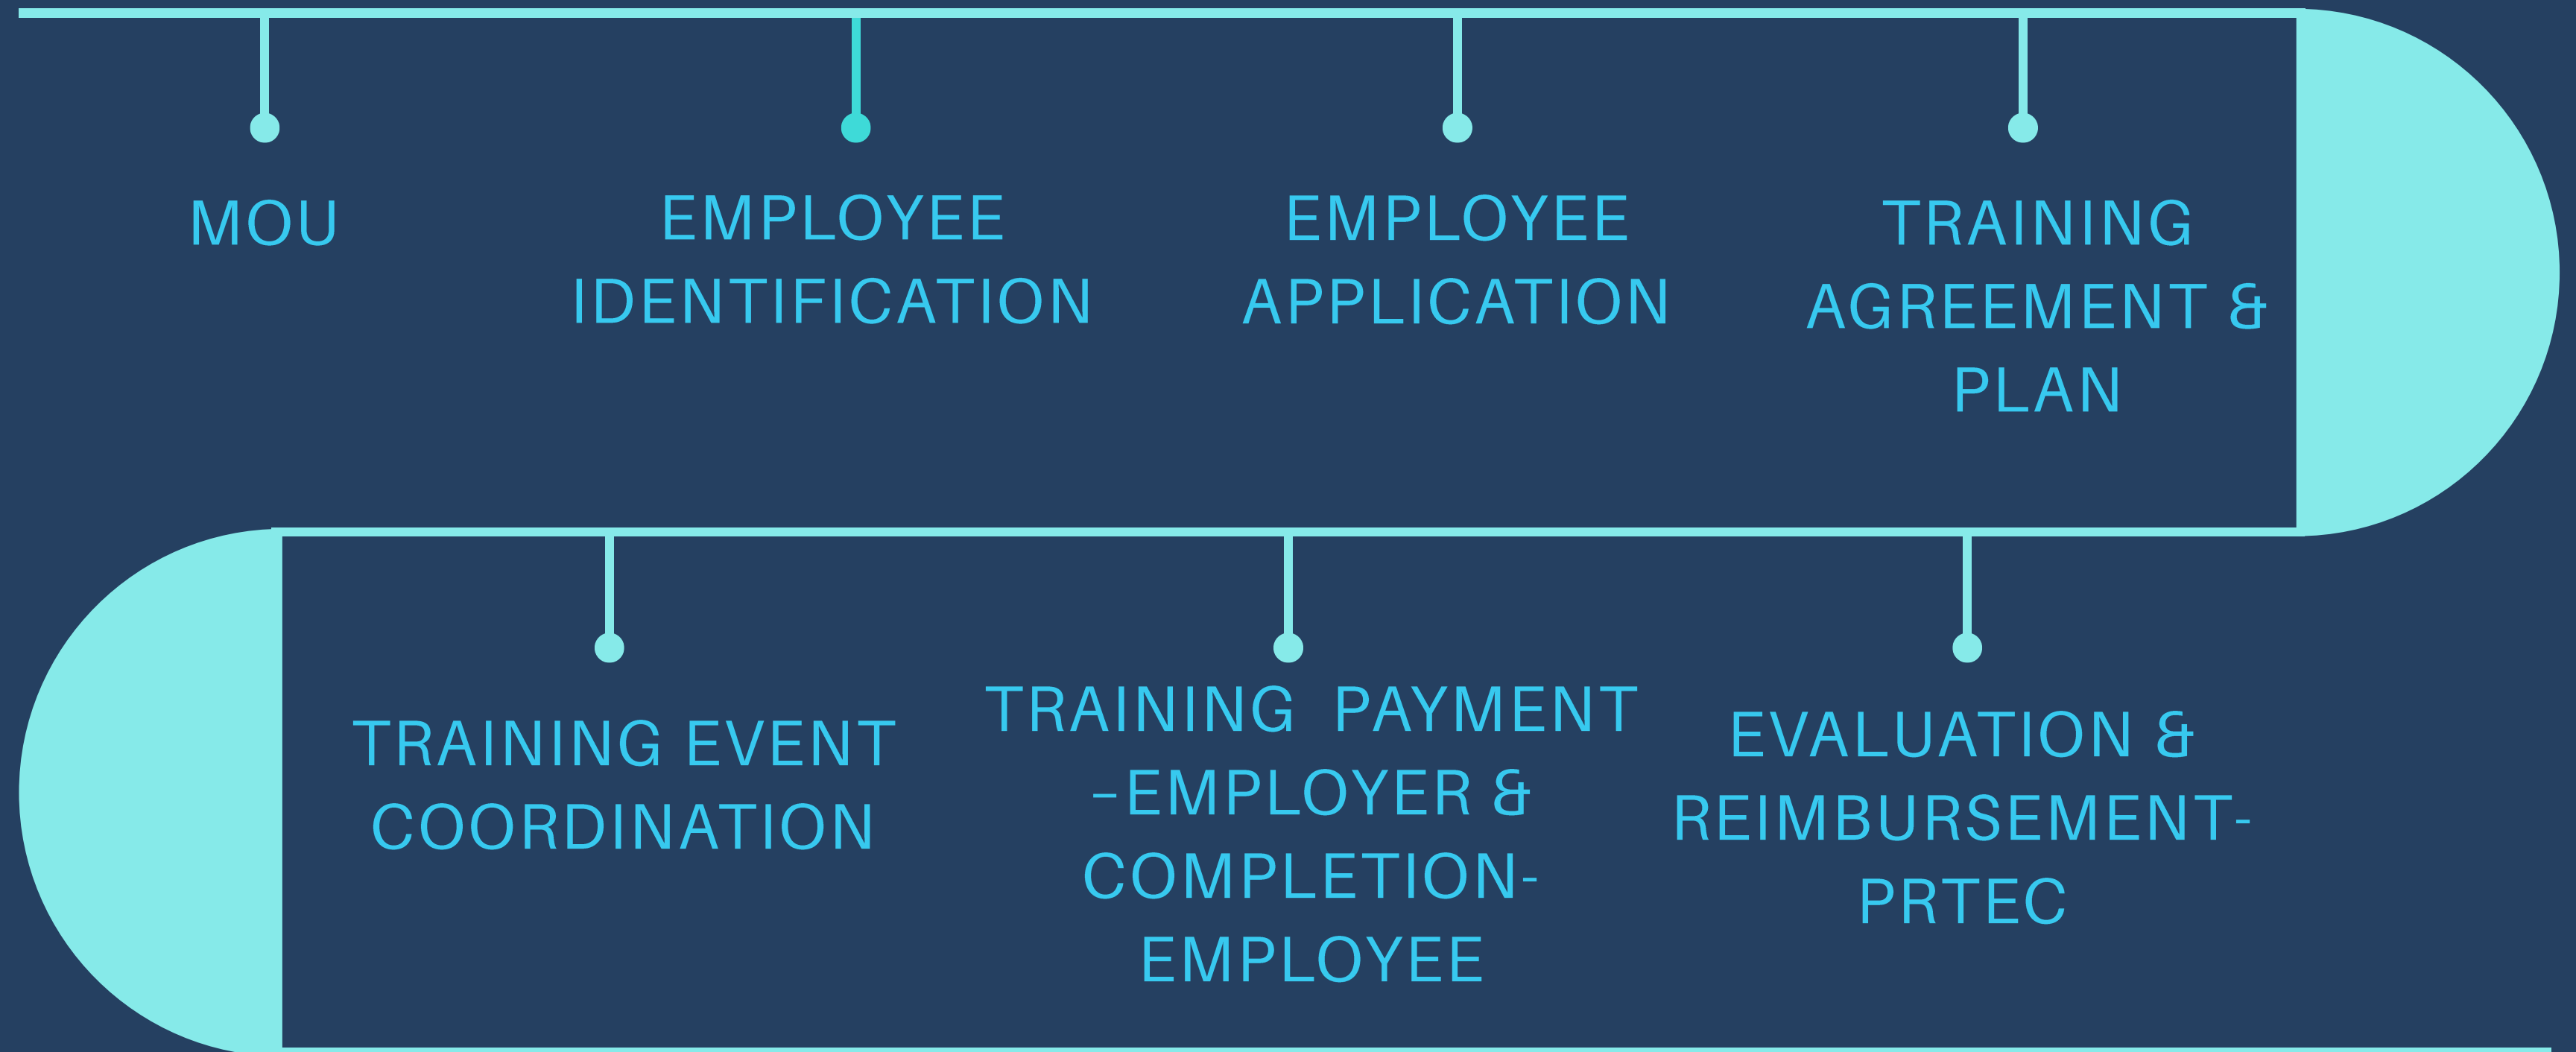 MOU
EMPLOYEE
IDENTIFICATION
EMPLOYEE
APPLICATION
TRAINING
AGREEMENT &
PLAN
TRAINING EVENT
COORDINATION
TRAINING  PAYMENT
–EMPLOYER &
COMPLETION-
EMPLOYEE
EVALUATION &
REIMBURSEMENT-
PRTEC